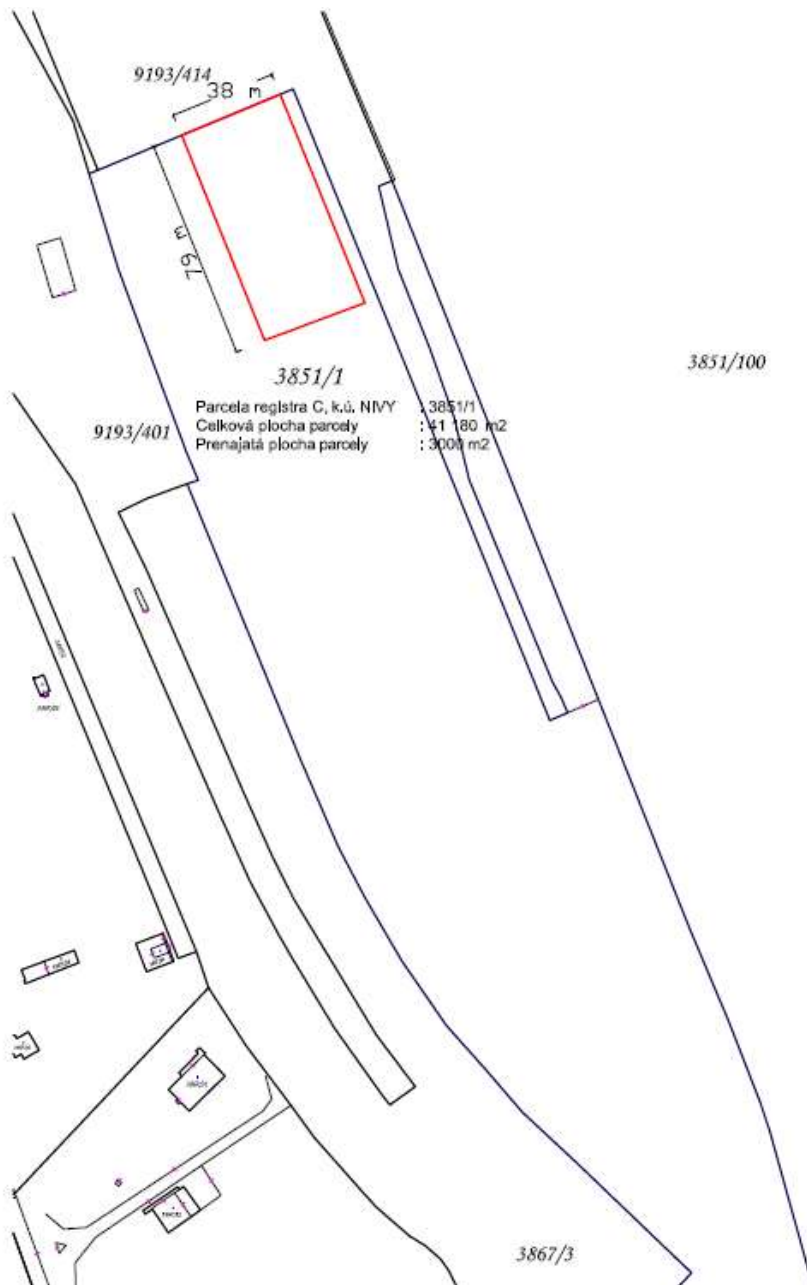 9193/414
38 m
79 m
3851/100
3851/1
Parcela registra C, k.ú. NIVY : 3851/1
Celková plocha parcely : 41 180 m2
Prenajatá plocha parcely : 3000 m2
9193/401
3867/3